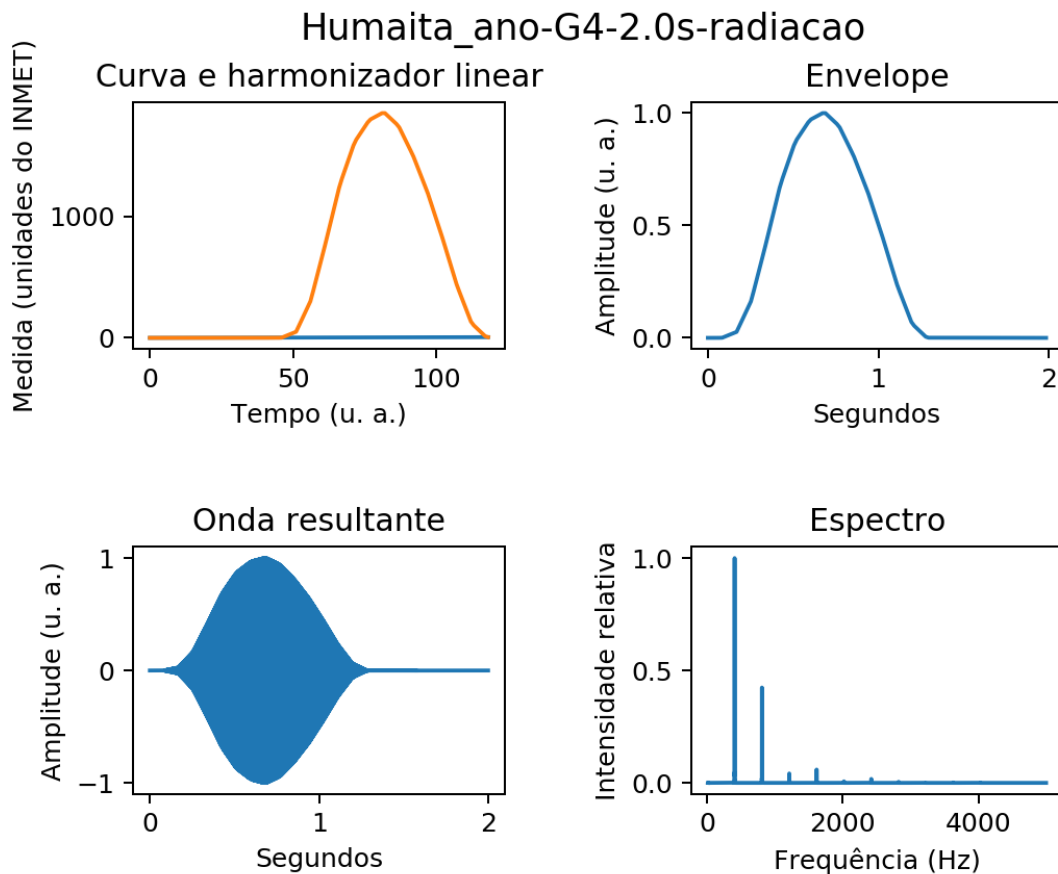 Humaita_ano-G4-2.0s-radiacao
Curva e harmonizador linear
Medida (unidades do INMET)
1000
0
0 50 100
Tempo (u. a.)
Envelope
Amplitude (u. a.)
1.0
0.5
0.0
0 1 2
Segundos
Onda resultante
Amplitude (u. a.)
1
0
−1
0 1 2
Segundos
Espectro
Intensidade relativa
1.0
0.5
0.0
0 2000 4000
Frequência (Hz)